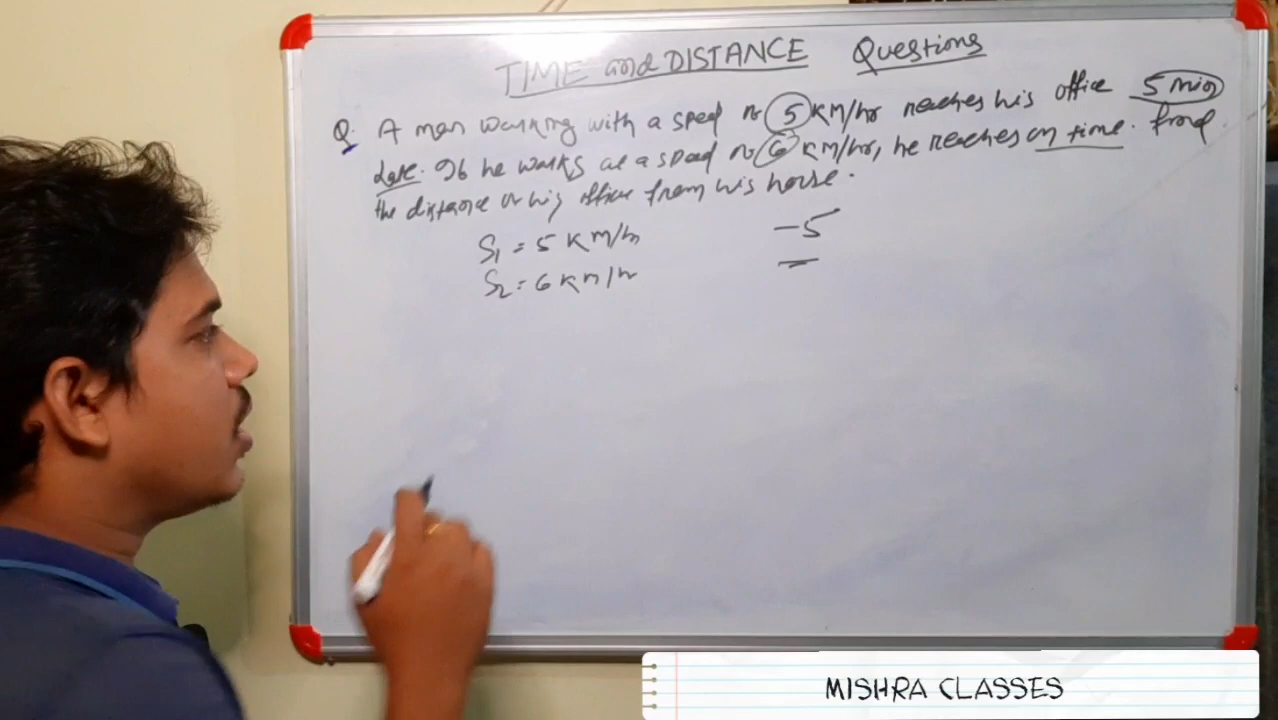 TIME and DISTANCE Questions
Q. A man walking with a speed of 5 KM/hr reaches his office 5 min
late. If he walks at a speed of 6 KM/hr, he reaches on time. Find
the distance of his office from his house.
S1 = 5 KM/hr
-5
S2 = 6 KM/hr
MISHRA CLASSES